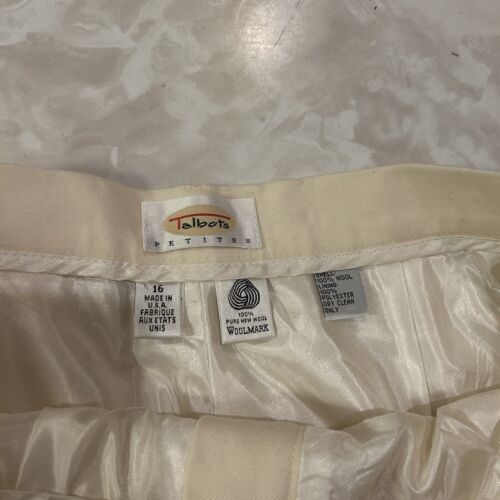 Talbots
PETITES
16
MADE IN
U.S.A.
FABRIQUE
AUX ETATS
UNIS
100%
PURE NEW WOOL
WOOLMARK
SHELL:
100% WOOL
LINING:
100%
POLYESTER
DRY CLEAN
ONLY